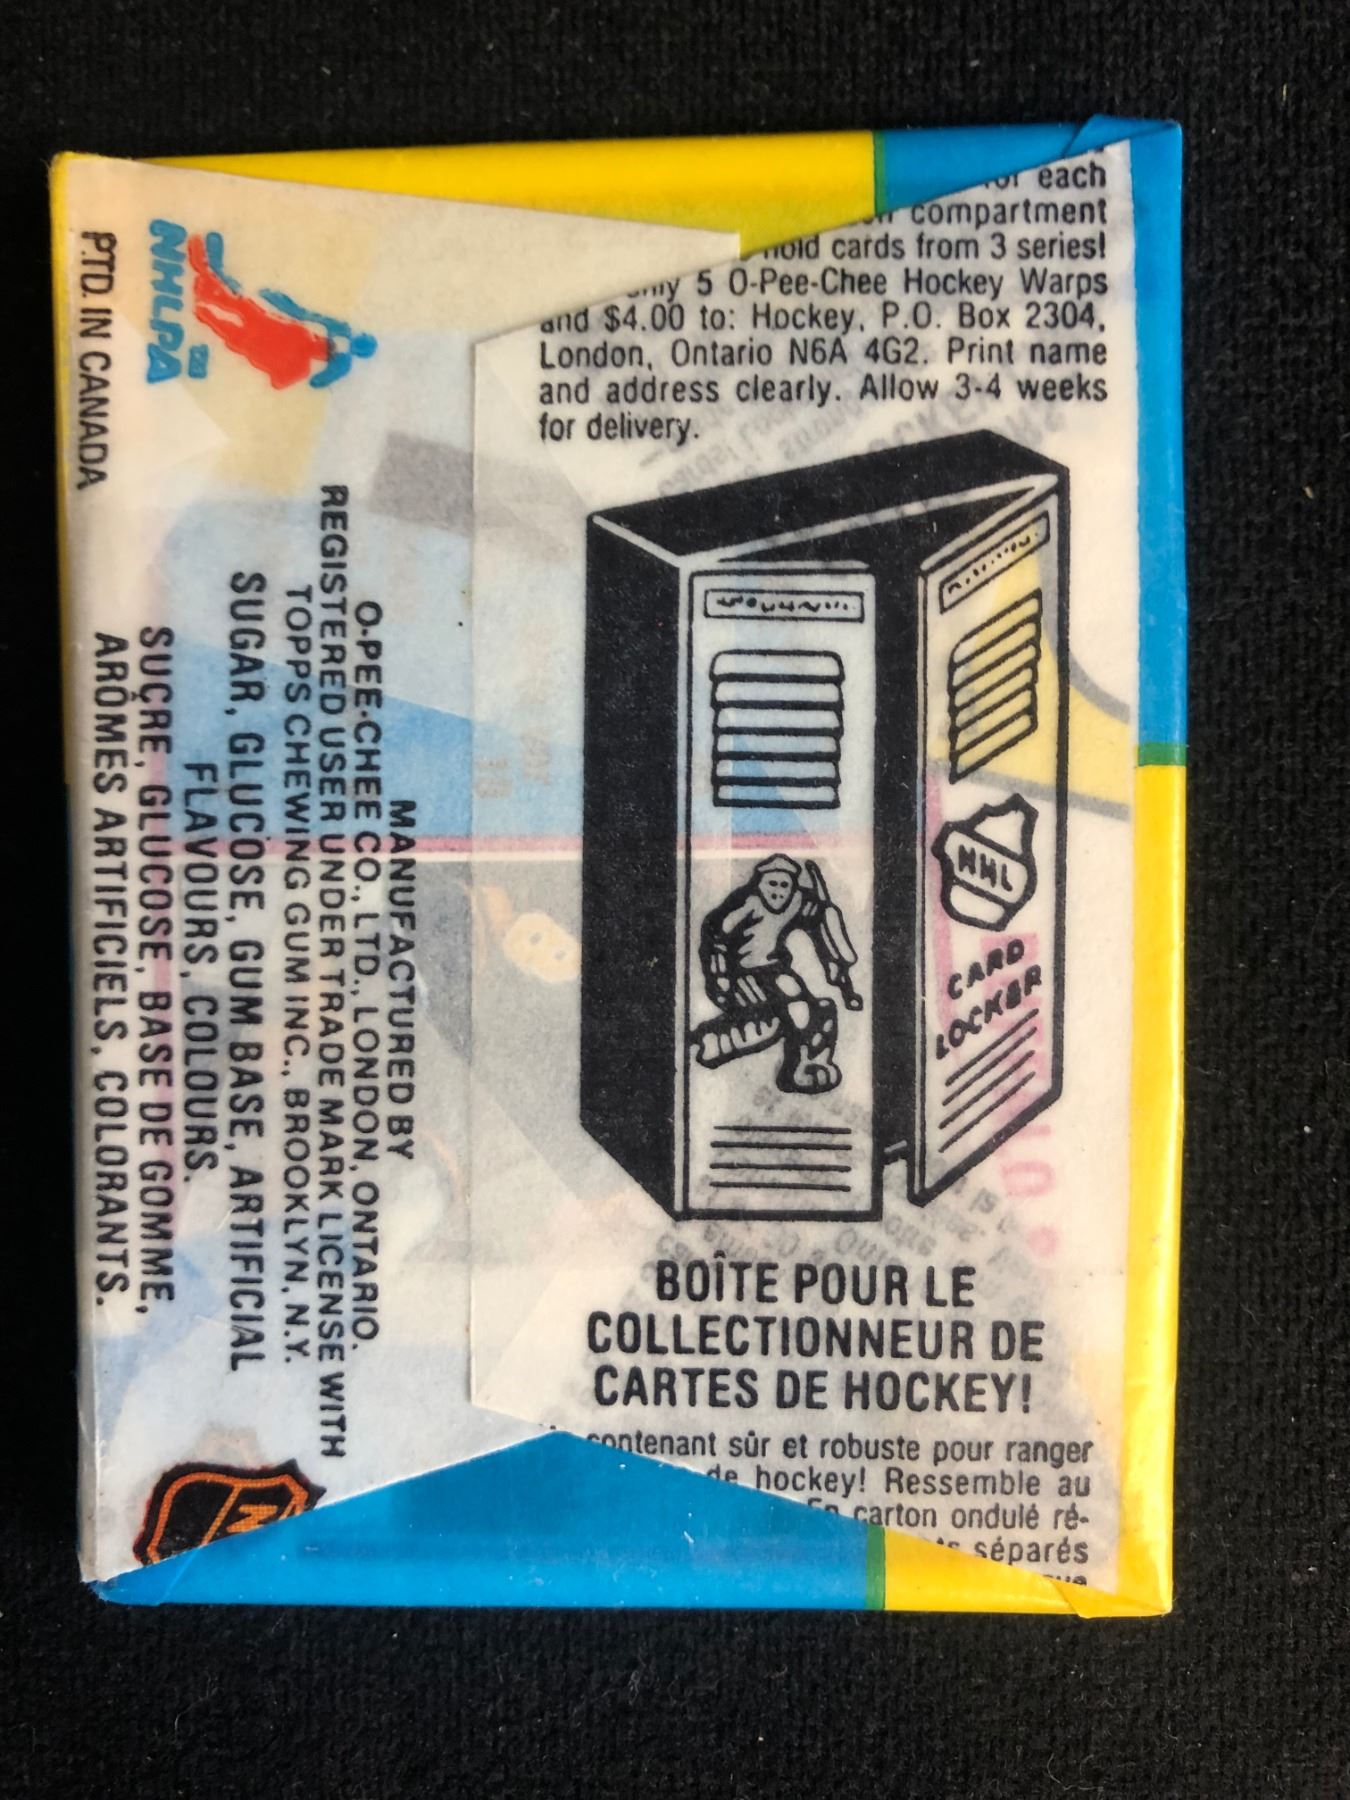 for each
compartment
hold cards from 3 series!
only 5 O-Pee-Chee Hockey Warps
and $4.00 to: Hockey, P.O. Box 2304,
London, Ontario N6A 4G2. Print name
and address clearly. Allow 3-4 weeks
for delivery.
NHL
CARD
LOCKER
BOÎTE POUR LE
COLLECTIONNEUR DE
CARTES DE HOCKEY!
contenant sûr et robuste pour ranger
de hockey! Ressemble au
En carton ondulé ré-
séparés
NHLPA
TM
P.T.D. IN CANADA
MANUFACTURED BY
O-PEE-CHEE CO., LTD., LONDON, ONTARIO.
REGISTERED USER UNDER TRADE MARK LICENSE WITH
TOPPS CHEWING GUM INC., BROOKLYN, N.Y.
SUGAR, GLUCOSE, GUM BASE, ARTIFICIAL
FLAVOURS, COLOURS.
SUCRE, GLUCOSE, BASE DE GOMME,
ARÔMES ARTIFICIELS, COLORANTS.
N